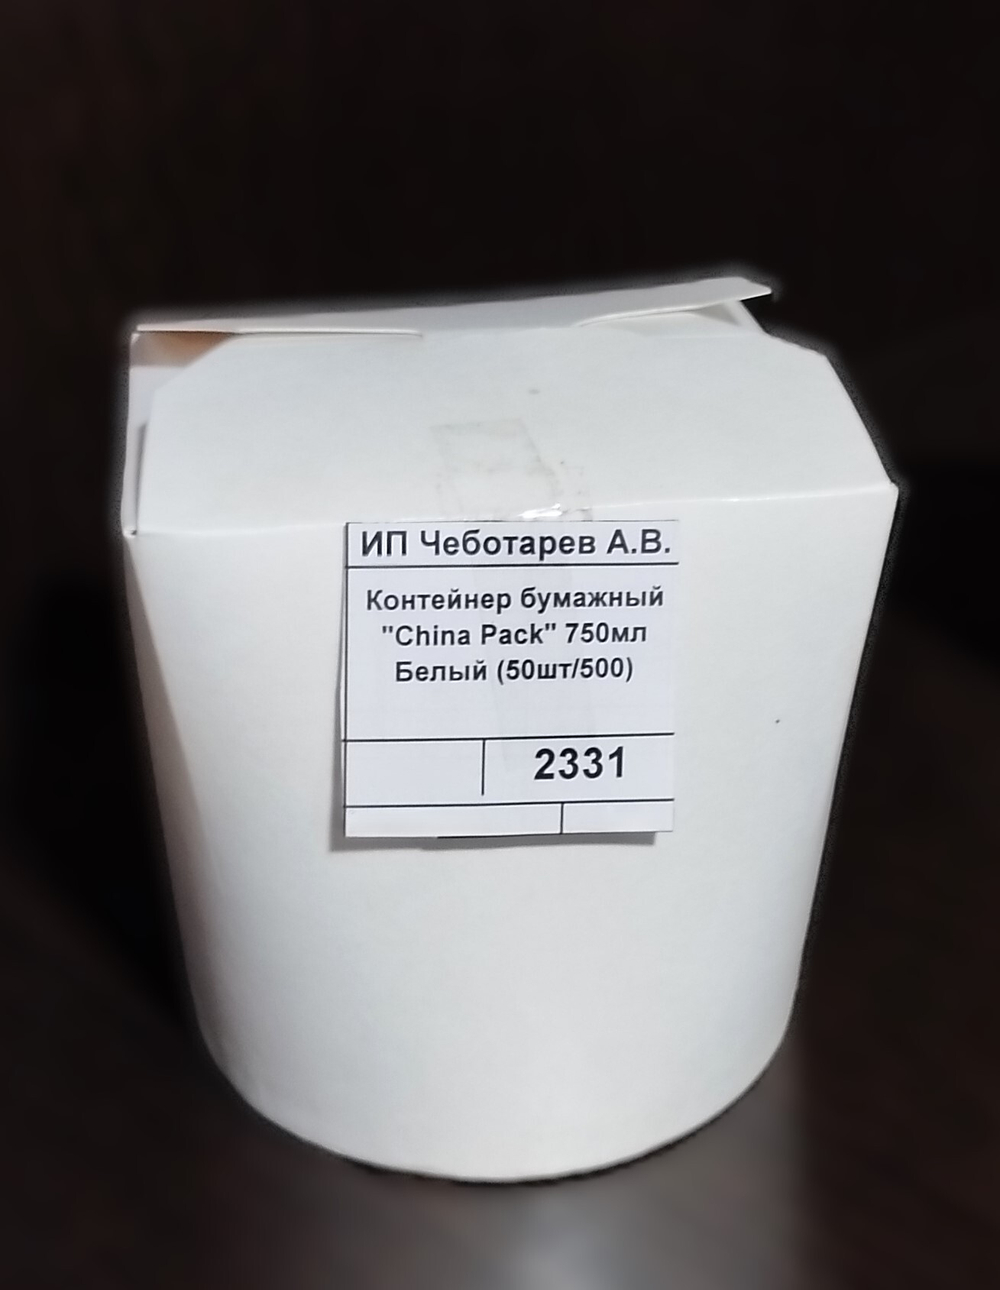 ИП Чеботарев А.В.
Контейнер бумажный
"China Pack" 750мл
Белый (50шт/500)
2331